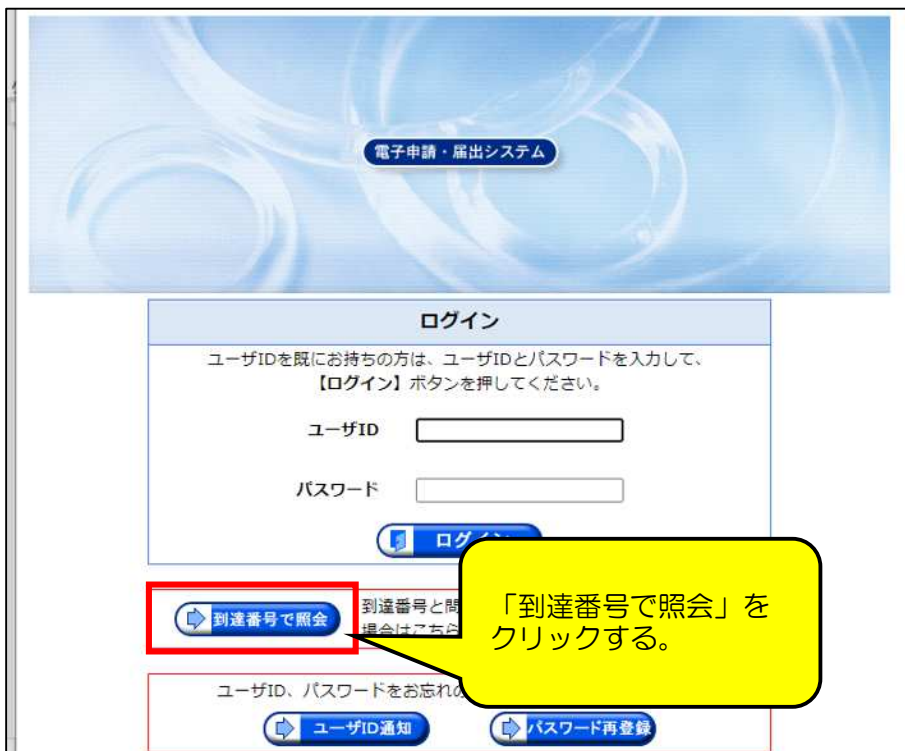 電子申請・届出システム
ログイン
ユーザIDを既にお持ちの方は、ユーザIDとパスワードを入力して、
【ログイン】ボタンを押してください。
ユーザID
パスワード
ログイン
到達番号で照会
到達番号と問
場合はこちら
「到達番号で照会」を
クリックする。
ユーザID、パスワードをお忘れの
ユーザID通知
パスワード再登録